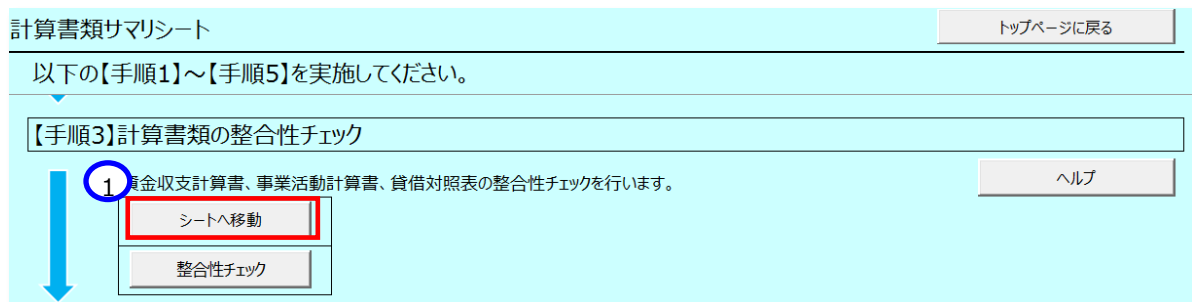 計算書類サマリシート
トップページに戻る
以下の【手順1】～【手順5】を実施してください。
【手順3】計算書類の整合性チェック
1
資金収支計算書、事業活動計算書、貸借対照表の整合性チェックを行います。
ヘルプ
シートへ移動
整合性チェック